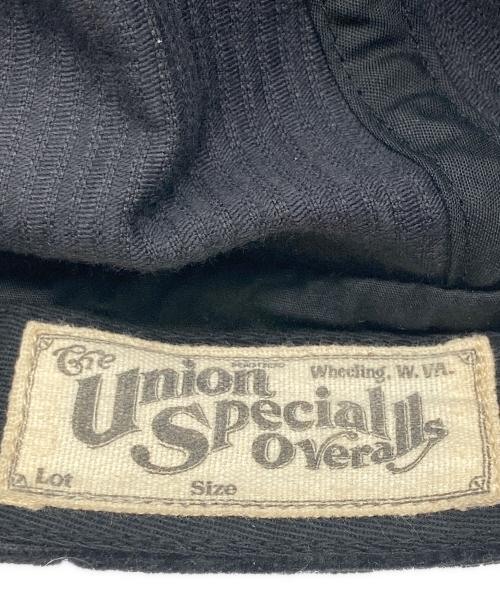 The Union
Wheeling, W. VA.
Special
Overalls
Lot
Size